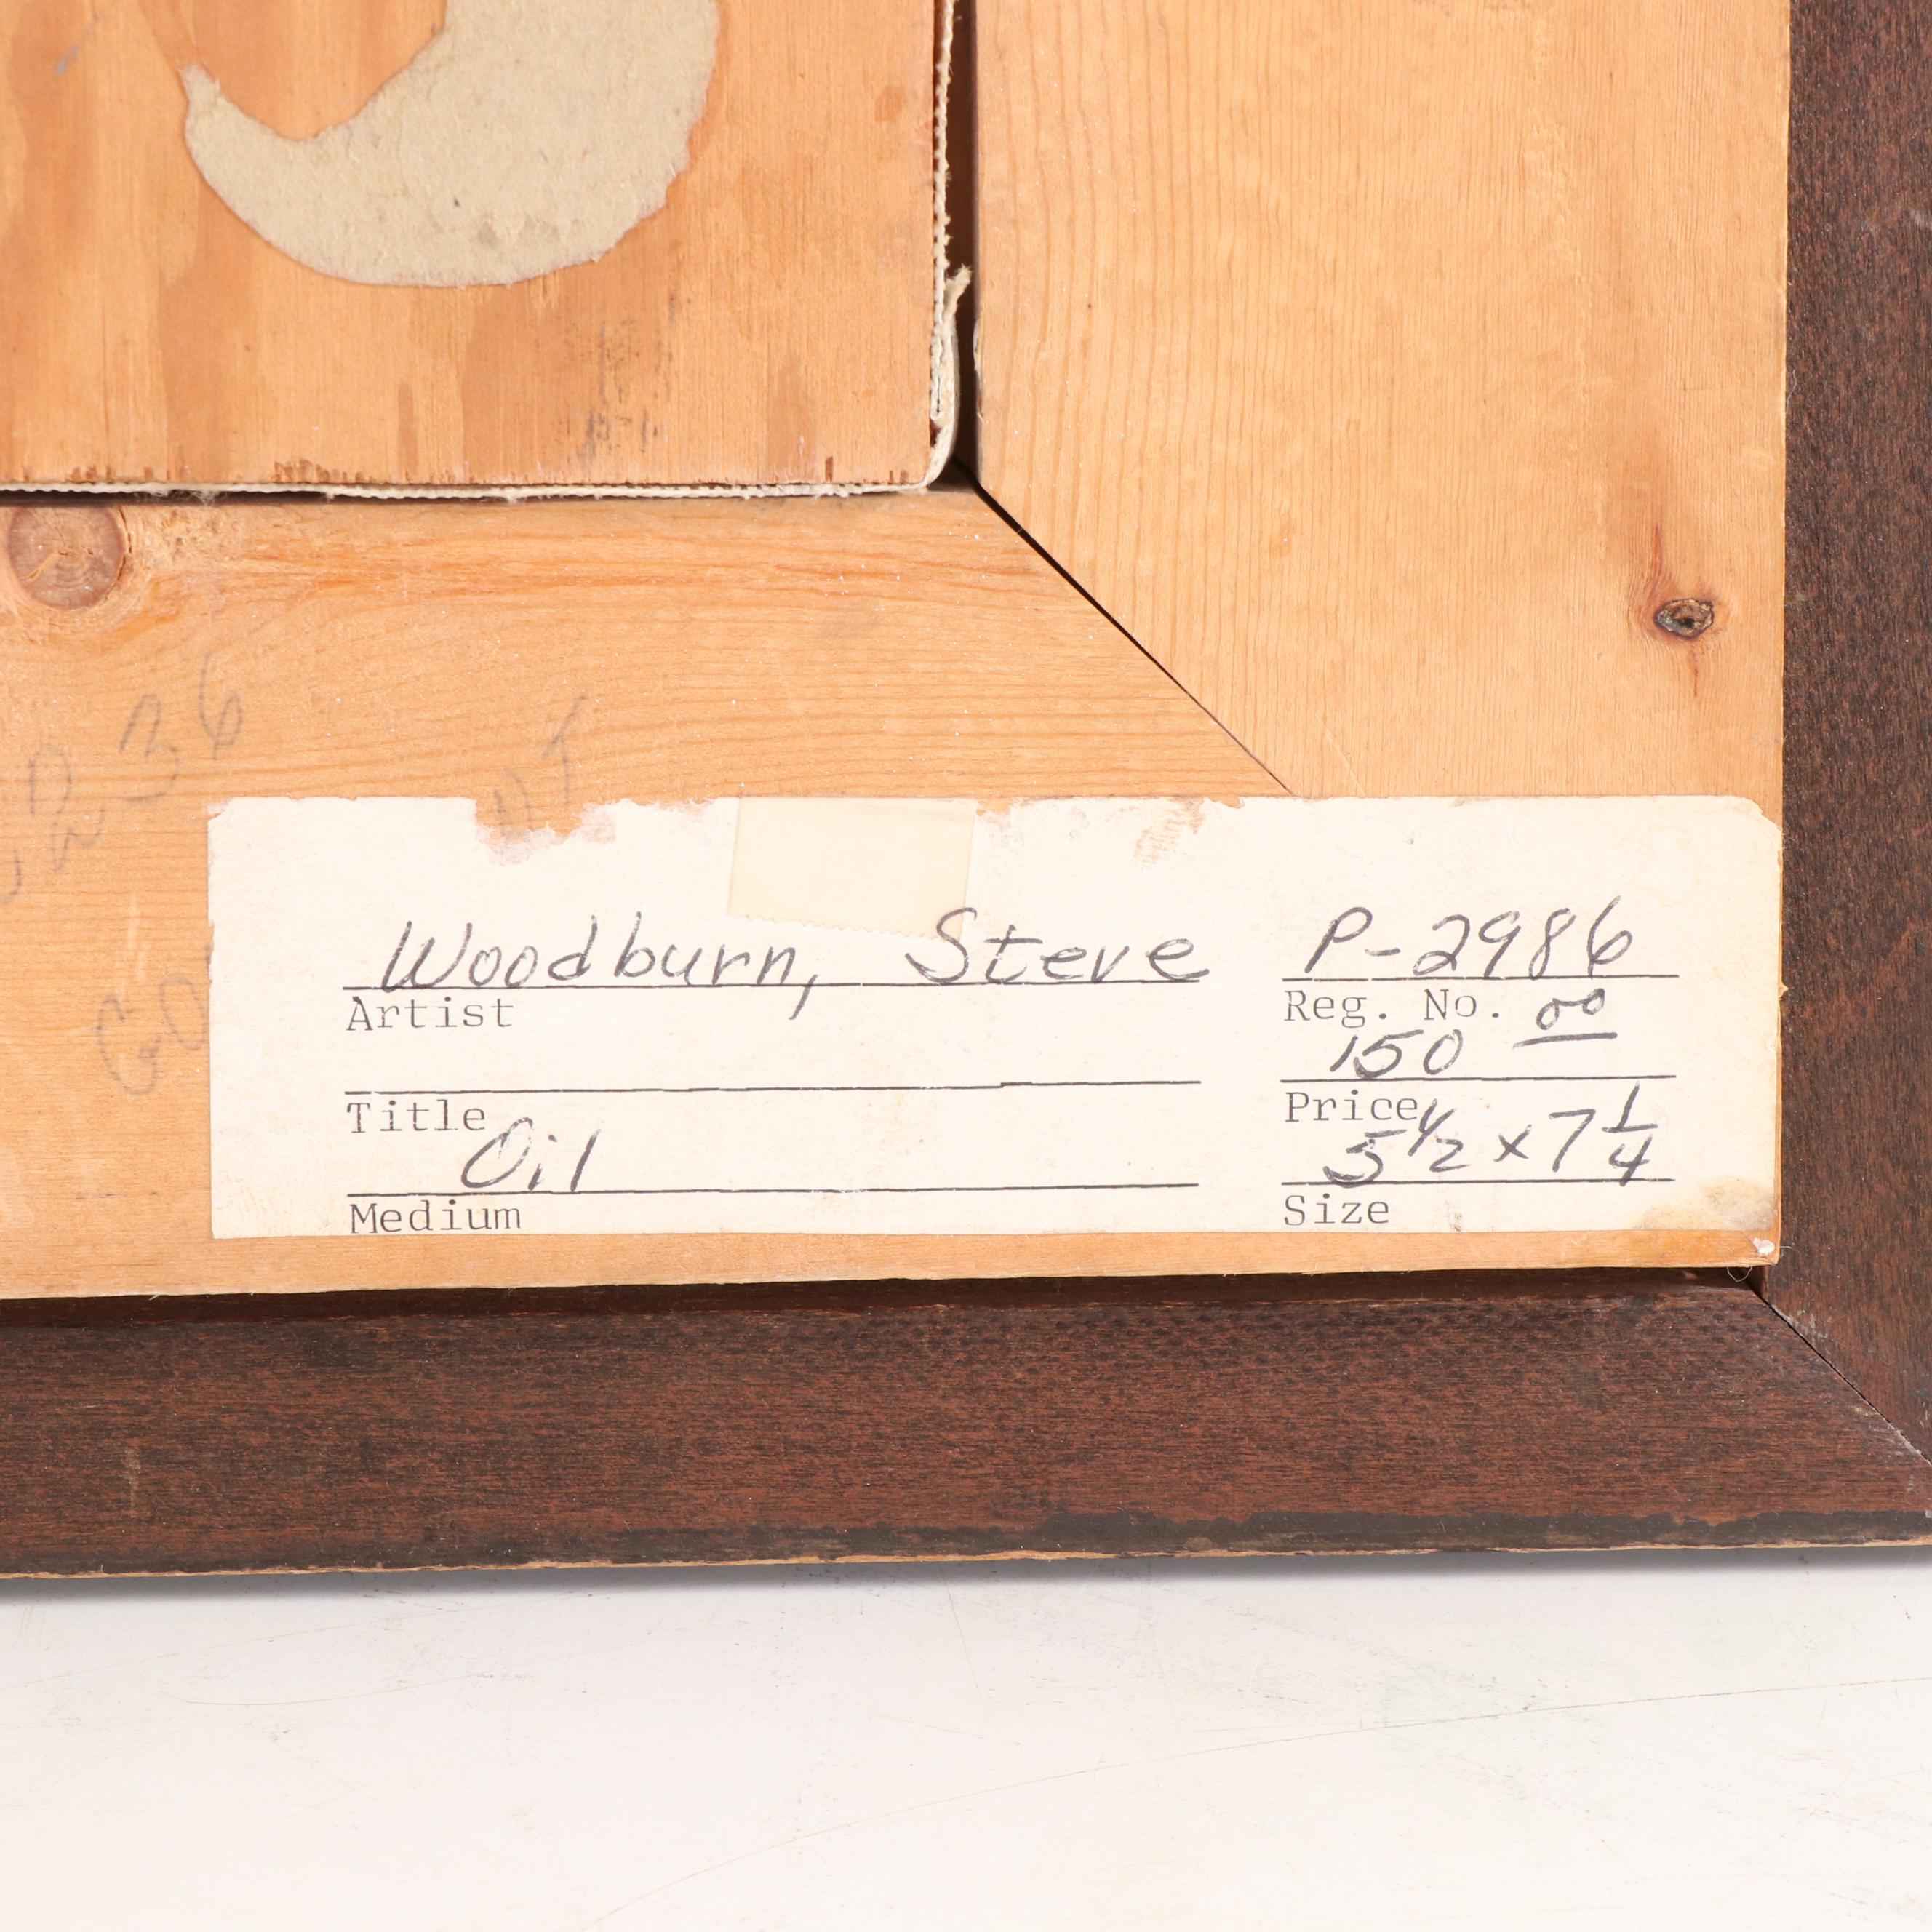 236
Woodburn, Steve P-2986
Artist Reg. No.
150 00
Title Price
Oil 5 1/2 x 7 1/4
Medium Size